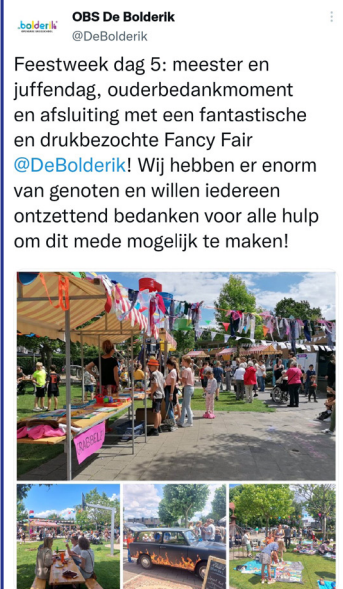 .bolderik
OBS De Bolderik
@DeBolderik
Feestweek dag 5: meester en
juffendag, ouderbedankmoment
en afsluiting met een fantastische
en drukbezochte Fancy Fair
@DeBolderik! Wij hebben er enorm
van genoten en willen iedereen
ontzettend bedanken voor alle hulp
om dit mede mogelijk te maken!